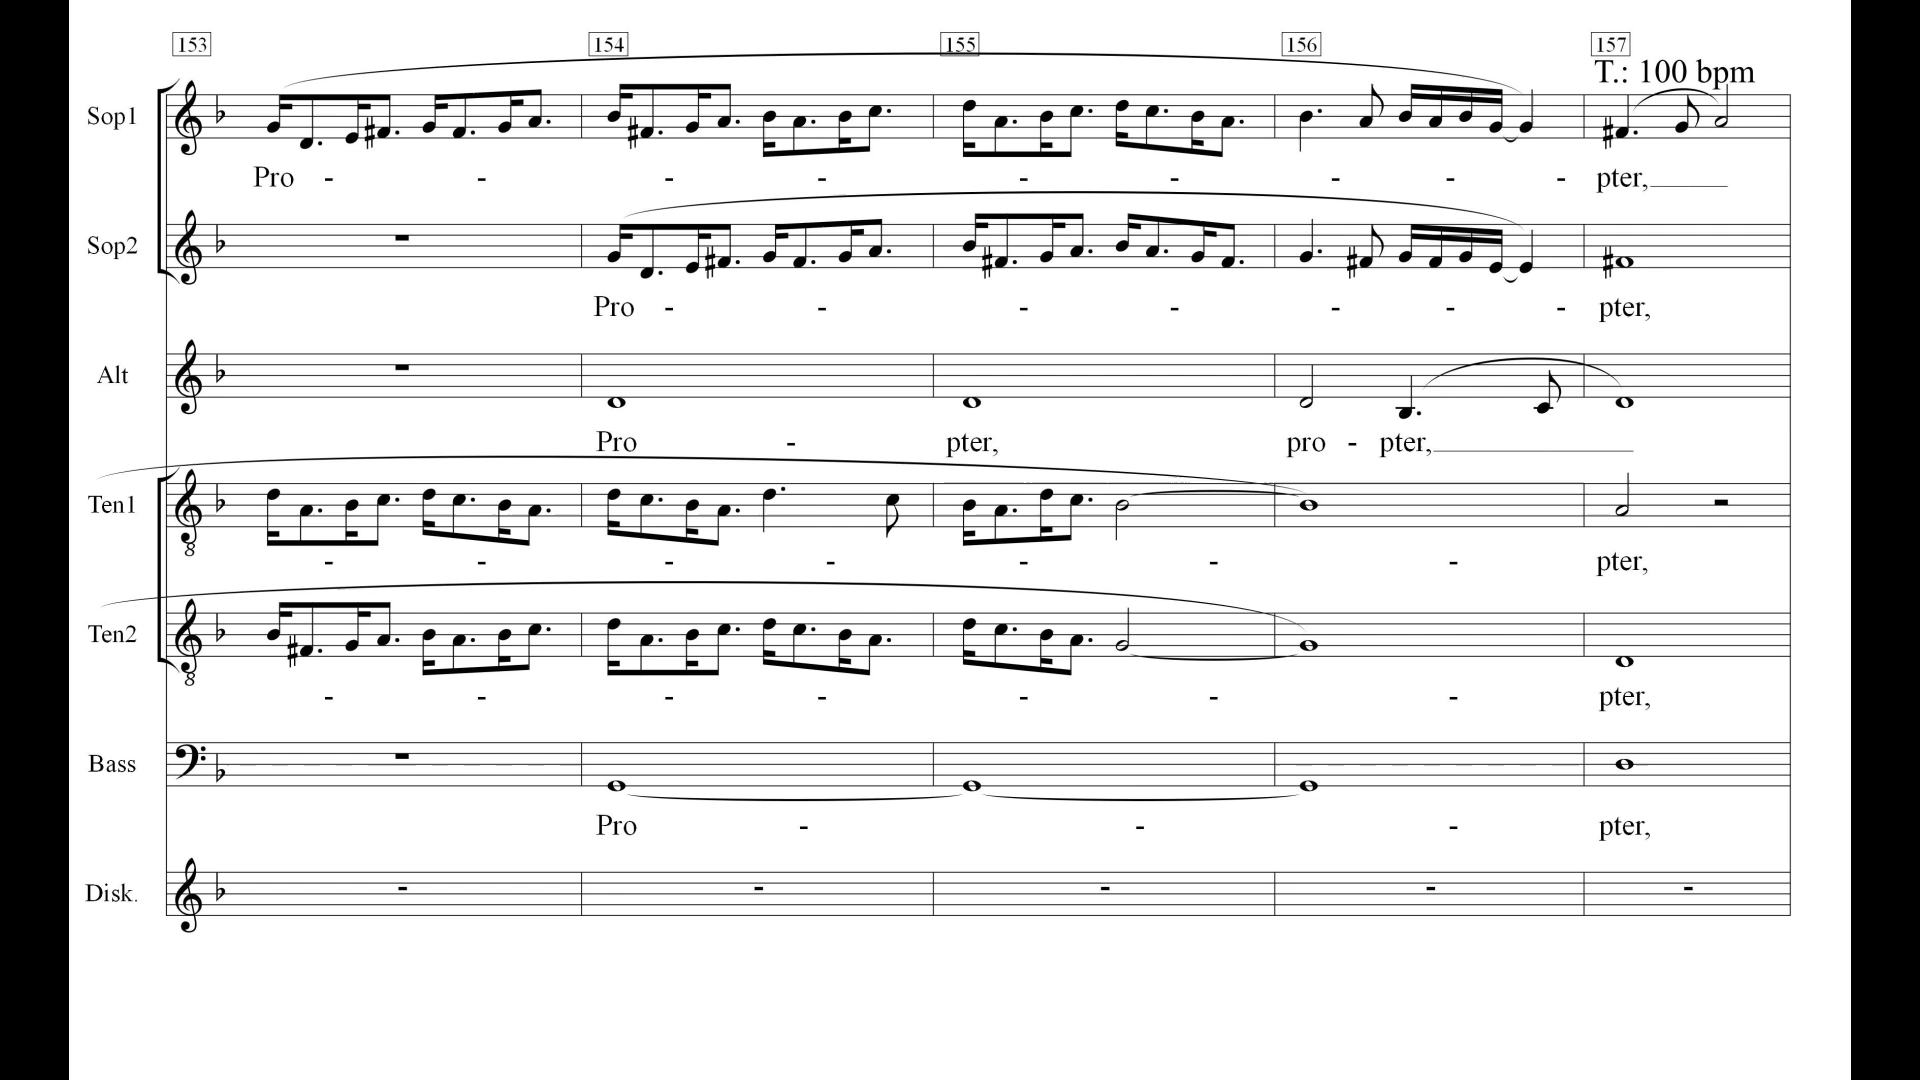 153 154 155 156 157
T.: 100 bpm
Sop1
Pro - - - - - - - - - pter,
Sop2
Pro - - - - - - - pter,
Alt
Pro - pter, pro - pter,
Ten1
- - - - - - - pter,
Ten2
- - - - - - - pter,
Bass
Pro - - - pter,
Disk.